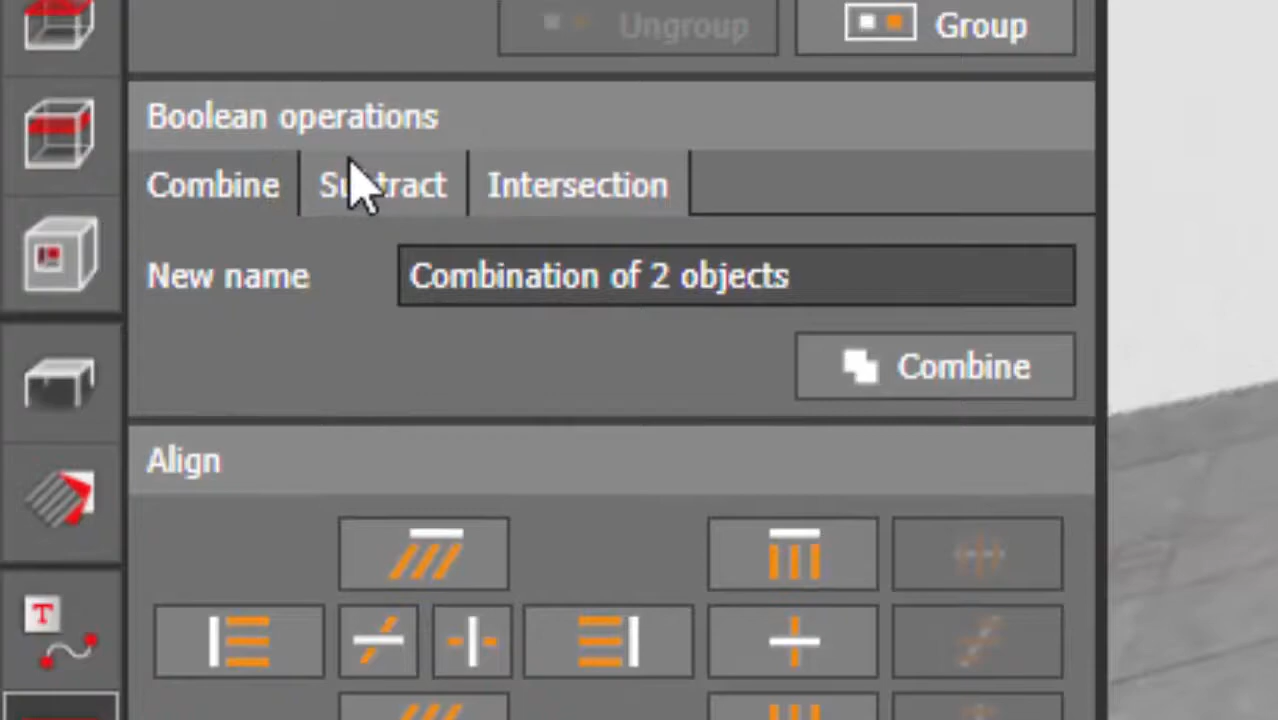 Ungroup Group
Boolean operations
Combine Subtract Intersection
New name Combination of 2 objects
Combine
Align
T